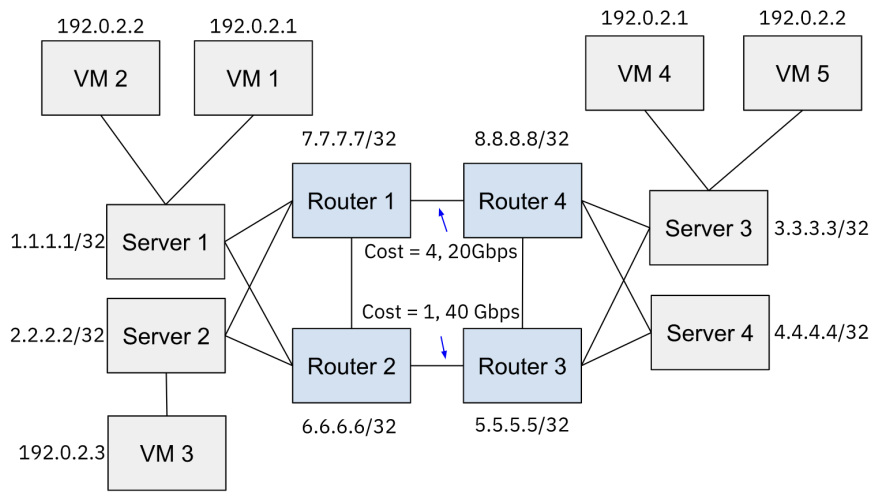 192.0.2.2
192.0.2.1
192.0.2.1
192.0.2.2
VM 2
VM 1
VM 4
VM 5
7.7.7.7/32
8.8.8.8/32
Router 1
Router 4
1.1.1.1/32
Server 1
Server 3
3.3.3.3/32
Cost = 4, 20Gbps
Cost = 1, 40 Gbps
2.2.2.2/32
Server 2
Server 4
4.4.4.4/32
Router 2
Router 3
6.6.6.6/32
5.5.5.5/32
192.0.2.3
VM 3